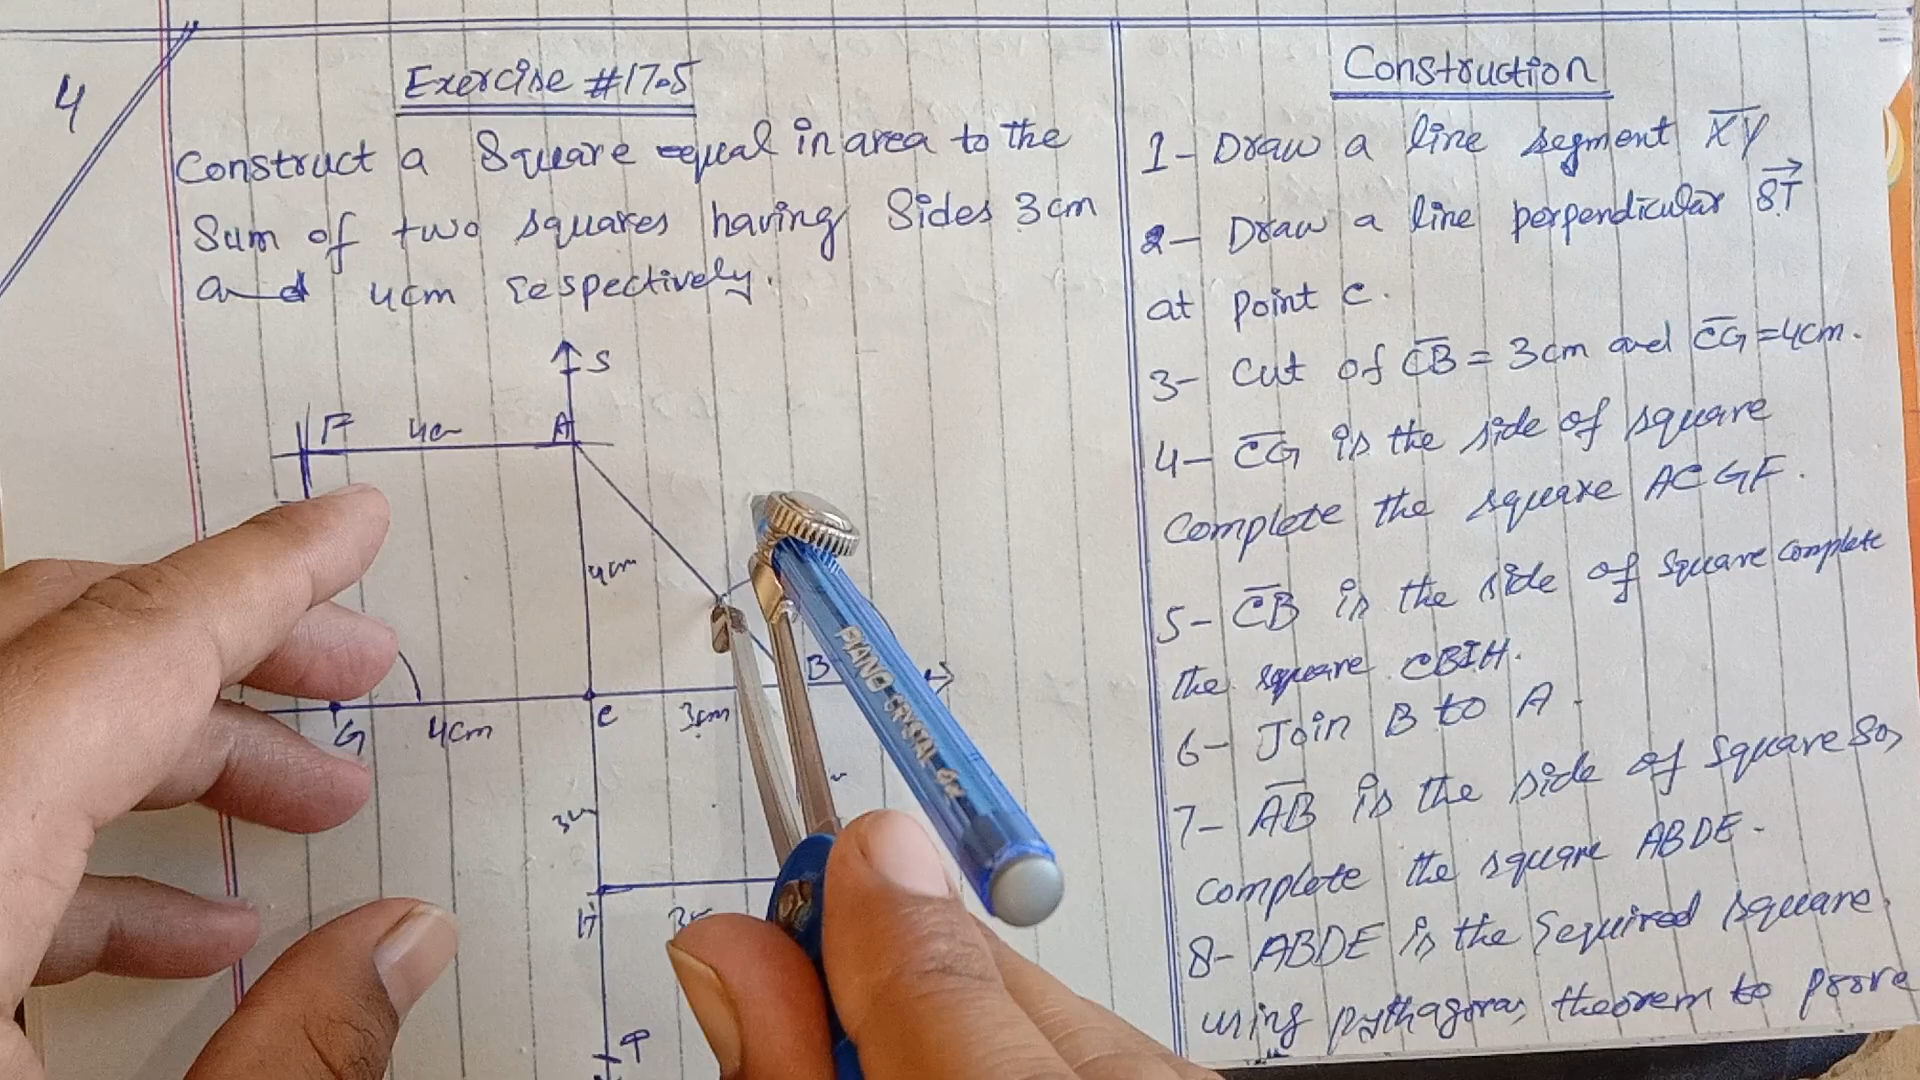 4
Exercise #17.5
Construct a Square equal in area to the
Sum of two squares having Sides 3cm
and 4cm respectively.
S
F 4cm A
4cm
B
G 4cm C 3cm
3cm
H
T
PIANO CRYSTAL
Construction
1- Draw a line segment XY
2- Draw a line perpendicular ST
at point C.
3- Cut of CB = 3cm and CG = 4cm.
4- CG is the side of square
Complete the square ACGF.
5- CB is the side of square complete
the square CBIH.
6- Join B to A.
7- AB is the side of square So,
complete the square ABDE.
8- ABDE is the required square.
using pythagoras theorem to prove